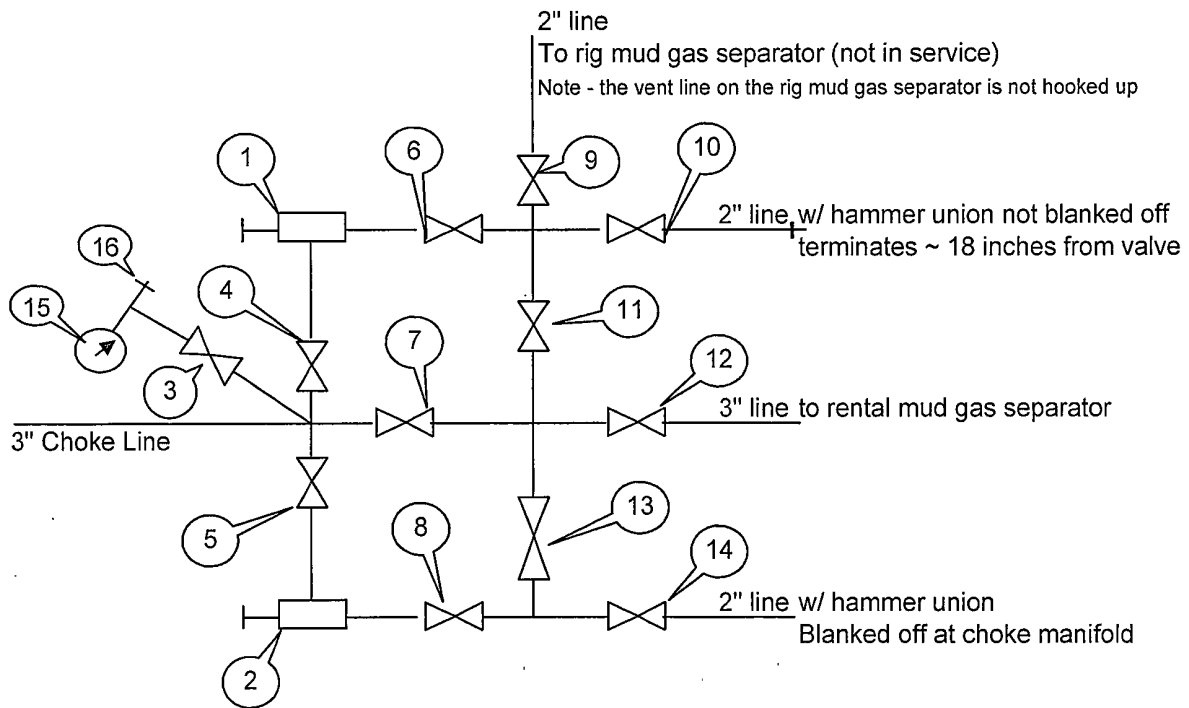 2" line
To rig mud gas separator (not in service)
Note - the vent line on the rig mud gas separator is not hooked up
1
6
9
10
2" line w/ hammer union not blanked off
terminates ~ 18 inches from valve
16
4
15
11
7
12
3
3" line to rental mud gas separator
3" Choke Line
13
5
8
14
2" line w/ hammer union
Blanked off at choke manifold
2